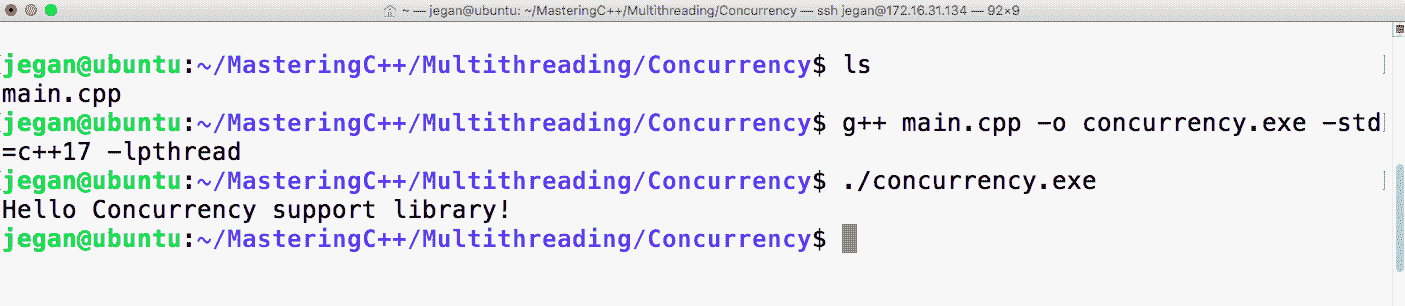 ~ — jegan@ubuntu: ~/MasteringC++/Multithreading/Concurrency — ssh jegan@172.16.31.134 — 92×9
jegan@ubuntu:~/MasteringC++/Multithreading/Concurrency$ ls
main.cpp
jegan@ubuntu:~/MasteringC++/Multithreading/Concurrency$ g++ main.cpp -o concurrency.exe -std
=c++17 -lpthread
jegan@ubuntu:~/MasteringC++/Multithreading/Concurrency$ ./concurrency.exe
Hello Concurrency support library!
jegan@ubuntu:~/MasteringC++/Multithreading/Concurrency$